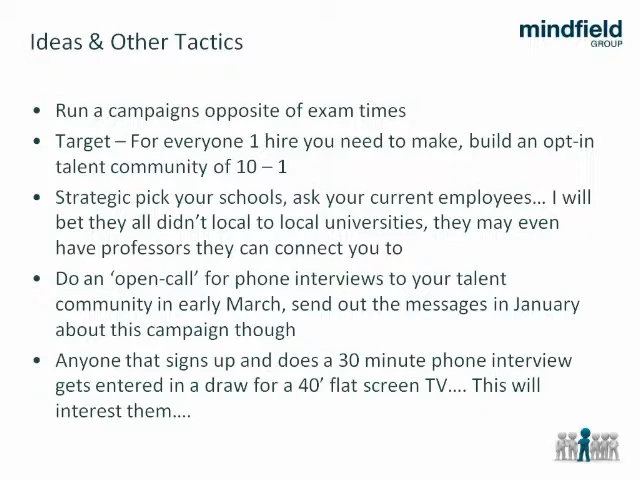 Ideas & Other Tactics
mindfield
GROUP
• Run a campaigns opposite of exam times
• Target – For everyone 1 hire you need to make, build an opt-in
talent community of 10 – 1
• Strategic pick your schools, ask your current employees… I will
bet they all didn’t local to local universities, they may even
have professors they can connect you to
• Do an ‘open-call’ for phone interviews to your talent
community in early March, send out the messages in January
about this campaign though
• Anyone that signs up and does a 30 minute phone interview
gets entered in a draw for a 40’ flat screen TV…. This will
interest them….